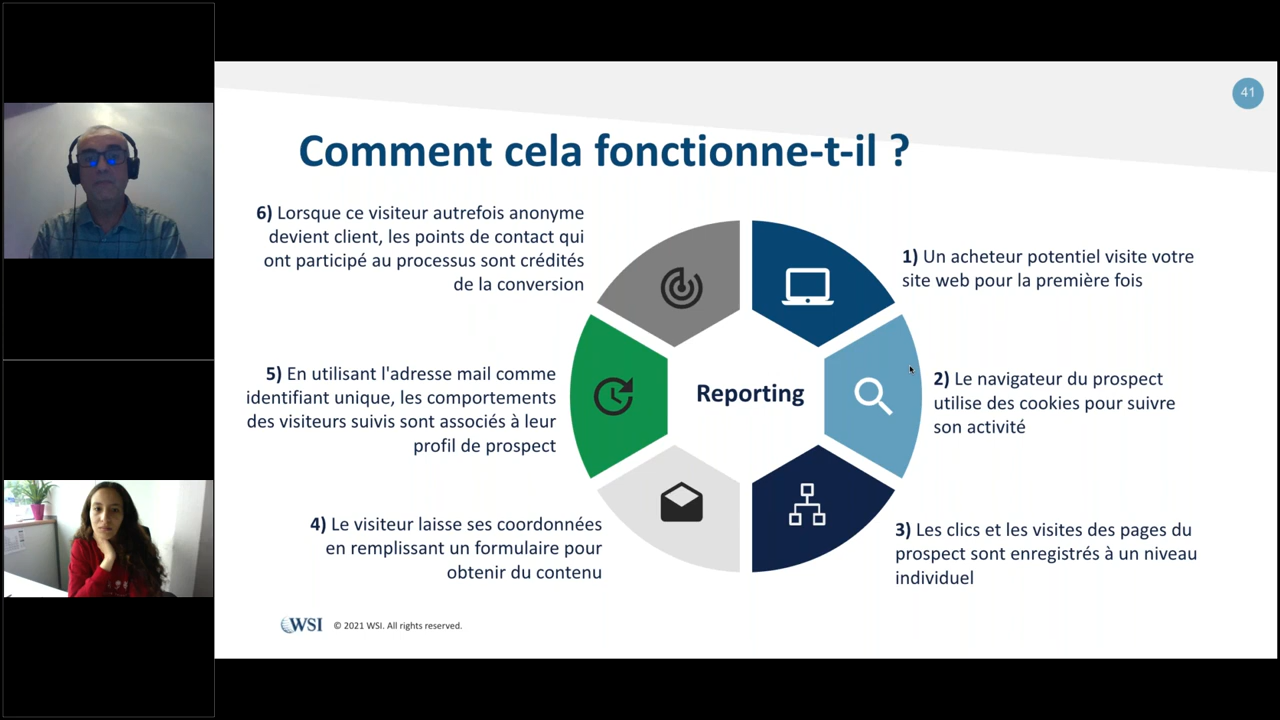 41
Comment cela fonctionne-t-il ?
6) Lorsque ce visiteur autrefois anonyme
devient client, les points de contact qui
ont participé au processus sont crédités
de la conversion
1) Un acheteur potentiel visite votre
site web pour la première fois
5) En utilisant l'adresse mail comme
identifiant unique, les comportements
des visiteurs suivis sont associés à leur
profil de prospect
Reporting
2) Le navigateur du prospect
utilise des cookies pour suivre
son activité
4) Le visiteur laisse ses coordonnées
en remplissant un formulaire pour
obtenir du contenu
3) Les clics et les visites des pages du
prospect sont enregistrés à un niveau
individuel
WSI © 2021 WSI. All rights reserved.